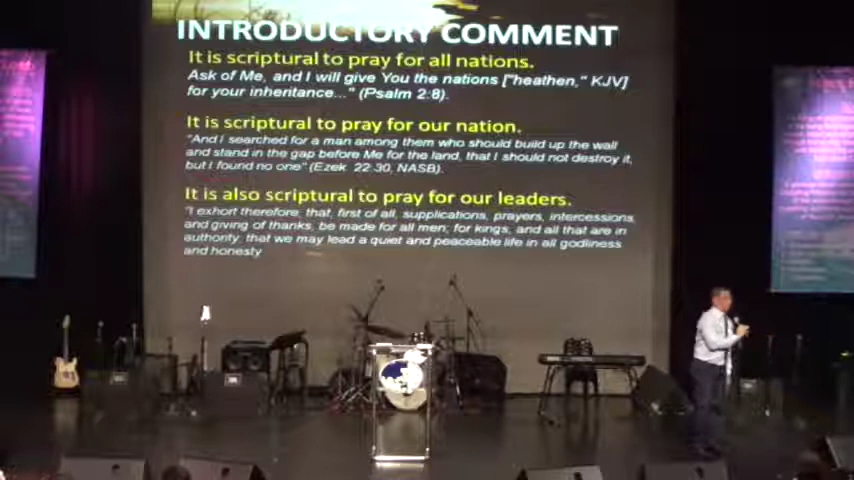 INTRODUCTORY COMMENT
It is scriptural to pray for all nations.
Ask of Me, and I will give You the nations ["heathen," KJV]
for your inheritance..." (Psalm 2:8).
It is scriptural to pray for our nation.
"And I searched for a man among them who should build up the wall
and stand in the gap before Me for the land, that I should not destroy it,
but I found no one" (Ezek. 22:30, NASB).
It is also scriptural to pray for our leaders.
"I exhort therefore, that, first of all, supplications, prayers, intercessions,
and giving of thanks, be made for all men; for kings, and all that are in
authority; that we may lead a quiet and peaceable life in all godliness
and honesty